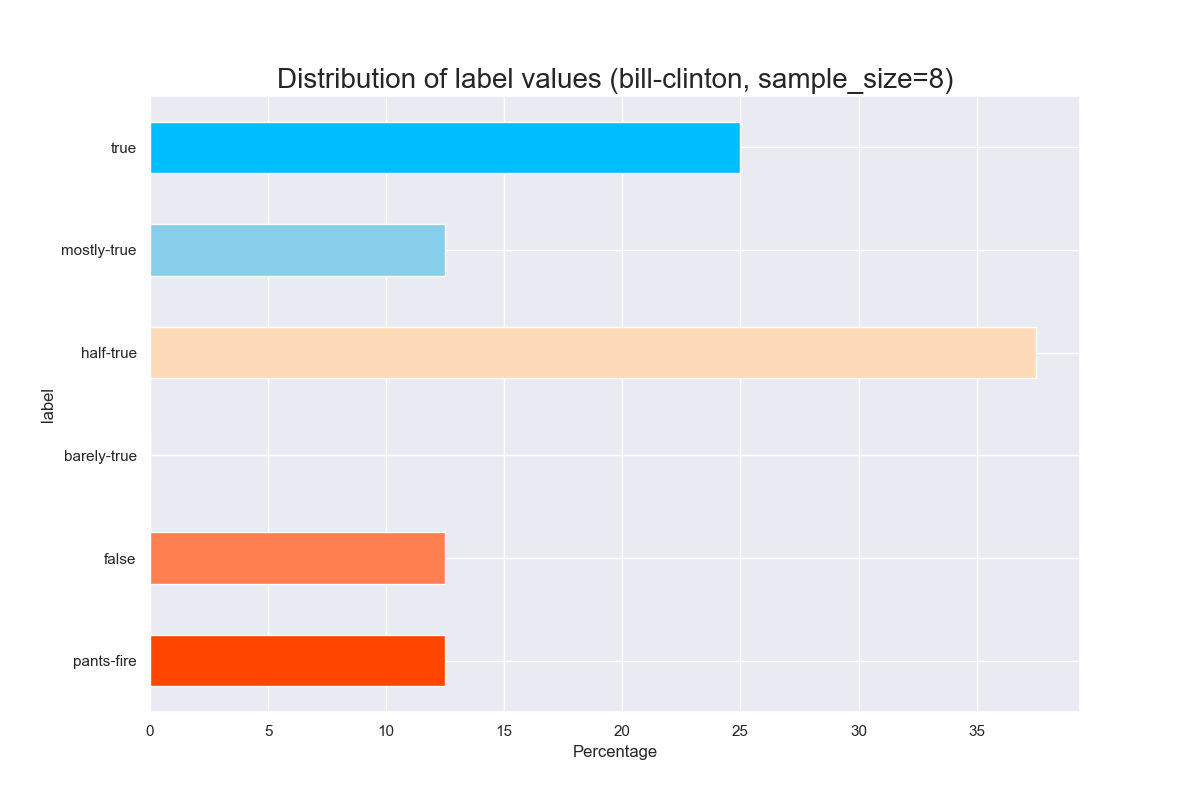 Distribution of label values (bill-clinton, sample_size=8)
true
mostly-true
half-true
barely-true
false
pants-fire
label
0 5 10 15 20 25 30 35
Percentage